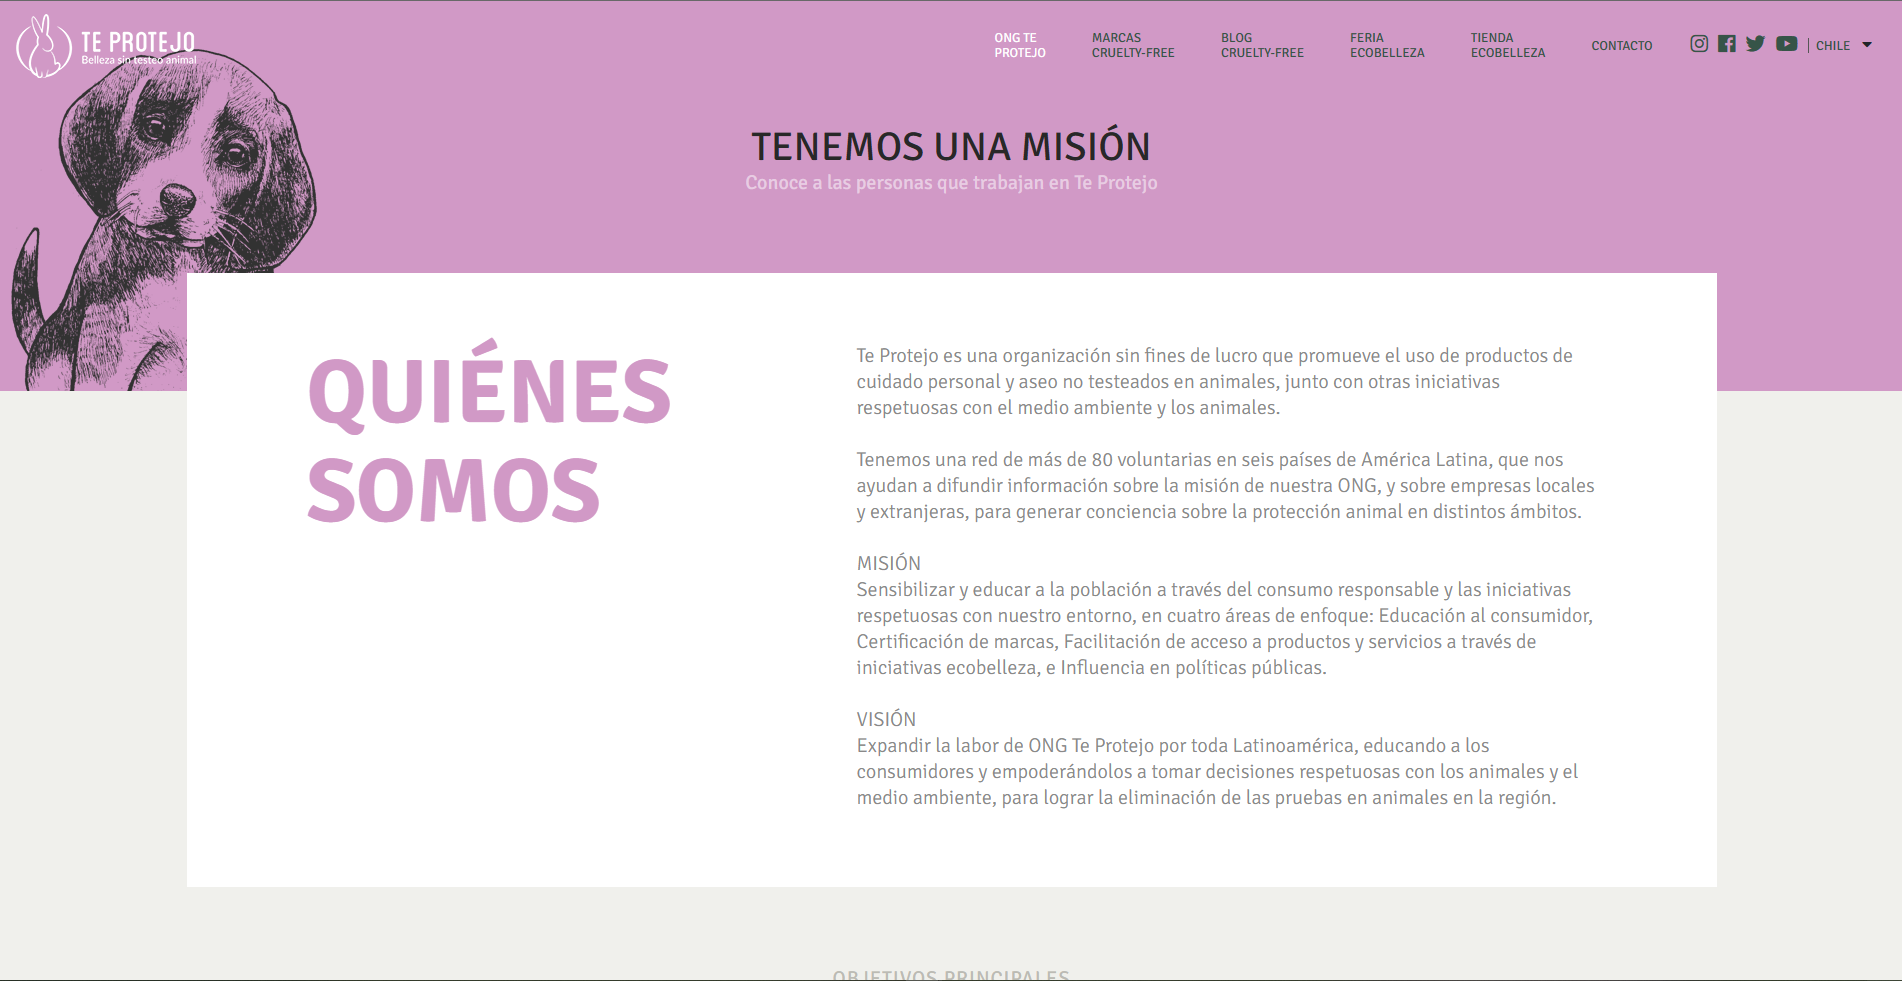 TE PROTEJO
Belleza sin testeo animal
ONG TE
PROTEJO
MARCAS
CRUELTY-FREE
BLOG
CRUELTY-FREE
FERIA
ECOBELLEZA
TIENDA
ECOBELLEZA
CONTACTO
| CHILE
TENEMOS UNA MISIÓN
Conoce a las personas que trabajan en Te Protejo
QUIÉNES
SOMOS
Te Protejo es una organización sin fines de lucro que promueve el uso de productos de
cuidado personal y aseo no testeados en animales, junto con otras iniciativas
respetuosas con el medio ambiente y los animales.
Tenemos una red de más de 80 voluntarias en seis países de América Latina, que nos
ayudan a difundir información sobre la misión de nuestra ONG, y sobre empresas locales
y extranjeras, para generar conciencia sobre la protección animal en distintos ámbitos.
MISIÓN
Sensibilizar y educar a la población a través del consumo responsable y las iniciativas
respetuosas con nuestro entorno, en cuatro áreas de enfoque: Educación al consumidor,
Certificación de marcas, Facilitación de acceso a productos y servicios a través de
iniciativas ecobelleza, e Influencia en políticas públicas.
VISIÓN
Expandir la labor de ONG Te Protejo por toda Latinoamérica, educando a los
consumidores y empoderándolos a tomar decisiones respetuosas con los animales y el
medio ambiente, para lograr la eliminación de las pruebas en animales en la región.
OBJETIVOS PRINCIPALES